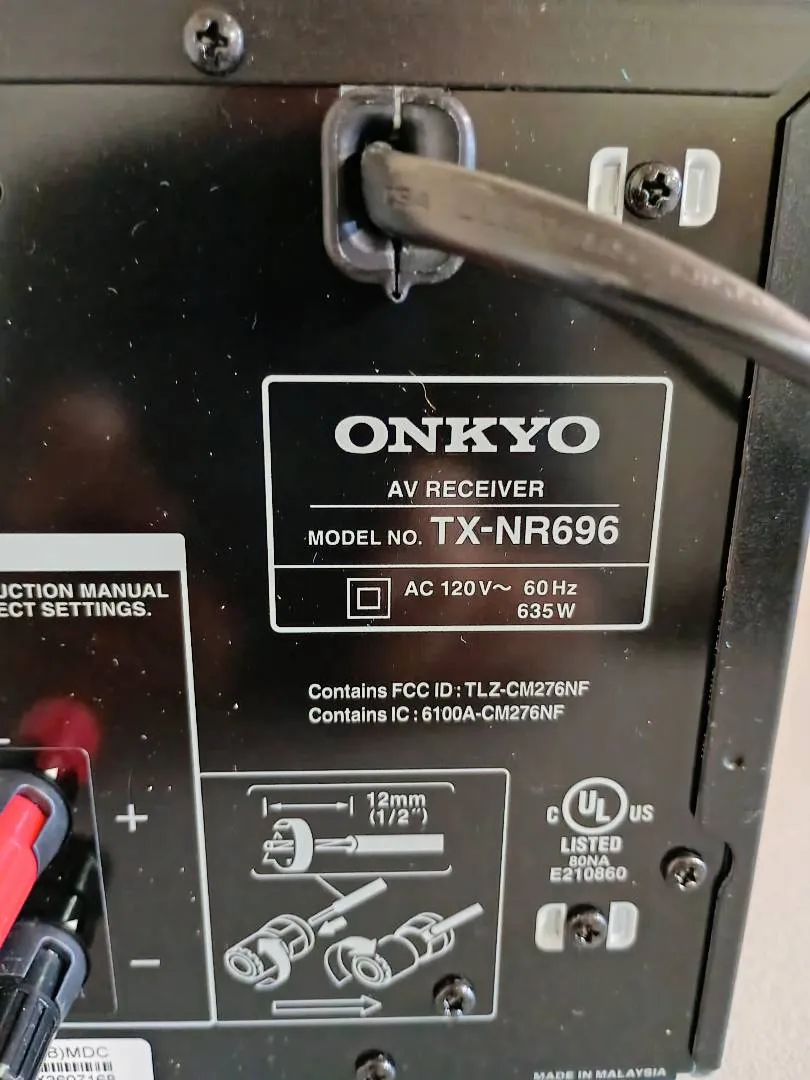 ONKYO
AV RECEIVER
MODEL NO. TX-NR696
AC 120V~ 60Hz
635W
UCTION MANUAL
ECT SETTINGS.
Contains FCC ID : TLZ-CM276NF
Contains IC : 6100A-CM276NF
12mm
(1/2")
+
−
C UL US
LISTED
80NA
E210860
B)MDC
MADE IN MALAYSIA